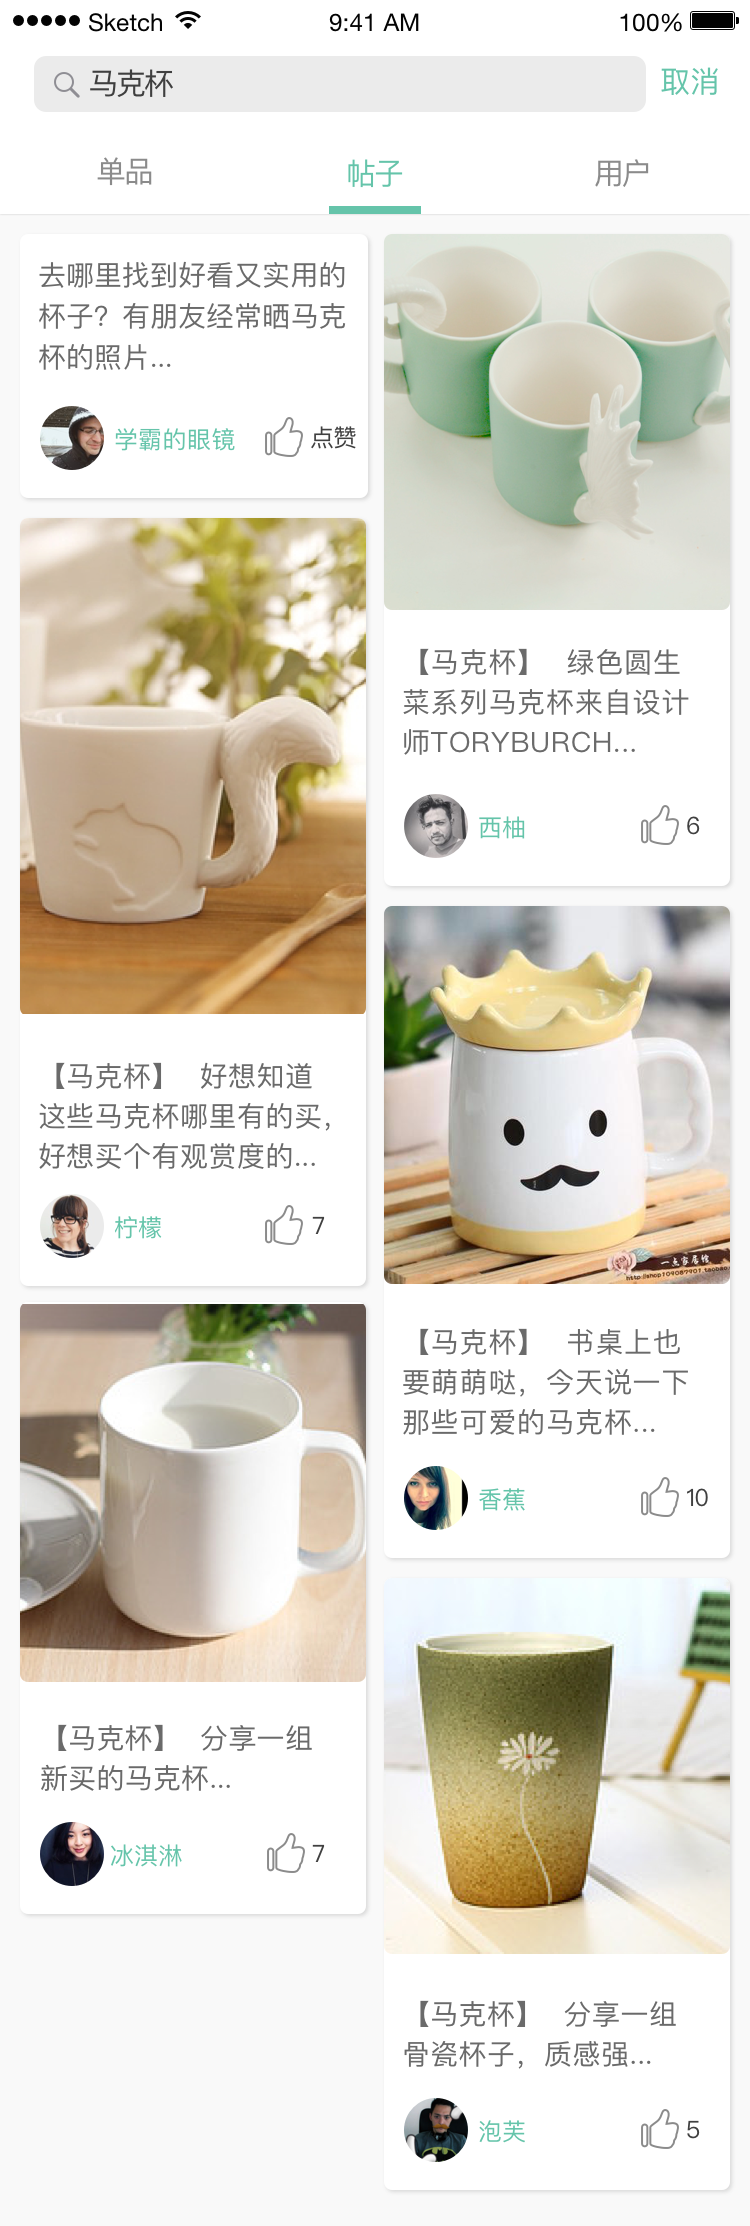 ●●●●● Sketch 9:41 AM 100%
马克杯 取消
单品 帖子 用户
去哪里找到好看又实用的
杯子？有朋友经常晒马克
杯的照片...
学霸的眼镜 点赞
【马克杯】 好想知道
这些马克杯哪里有的买，
好想买个有观赏度的...
柠檬 7
【马克杯】 分享一组
新买的马克杯...
冰淇淋 7
【马克杯】 绿色圆生
菜系列马克杯来自设计
师TORYBURCH...
西柚 6
一点家居馆
http://shop109087907.taobao
【马克杯】 书桌上也
要萌萌哒，今天说一下
那些可爱的马克杯...
香蕉 10
【马克杯】 分享一组
骨瓷杯子，质感强...
泡芙 5